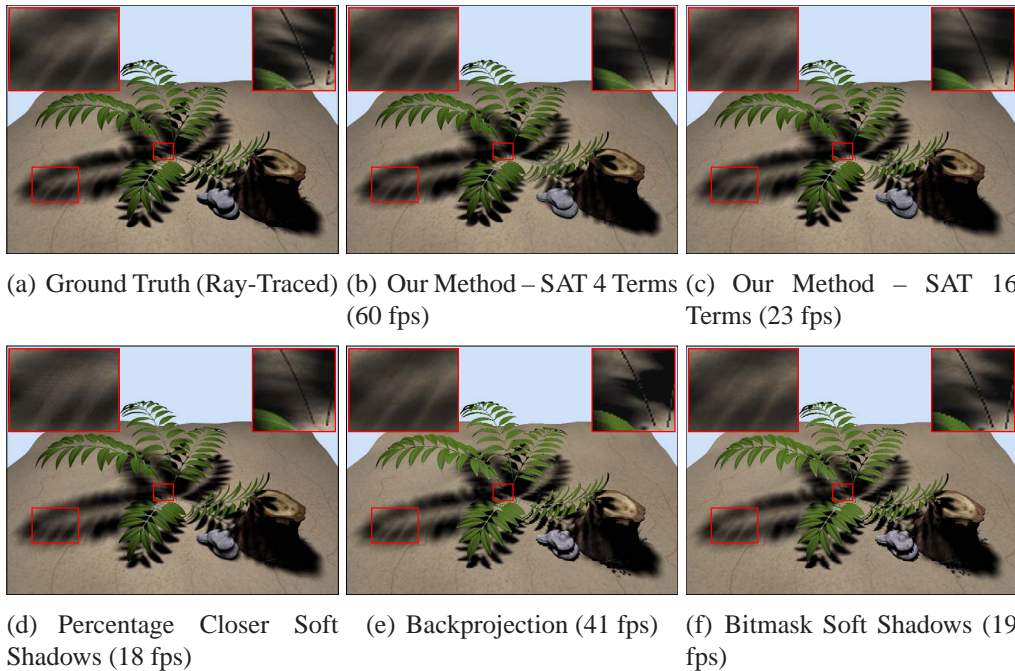 (a) Ground Truth (Ray-Traced)
(b) Our Method – SAT 4 Terms
(60 fps)
(c) Our Method – SAT 16
Terms (23 fps)
(d) Percentage Closer Soft
Shadows (18 fps)
(e) Backprojection (41 fps)
(f) Bitmask Soft Shadows (19
fps)